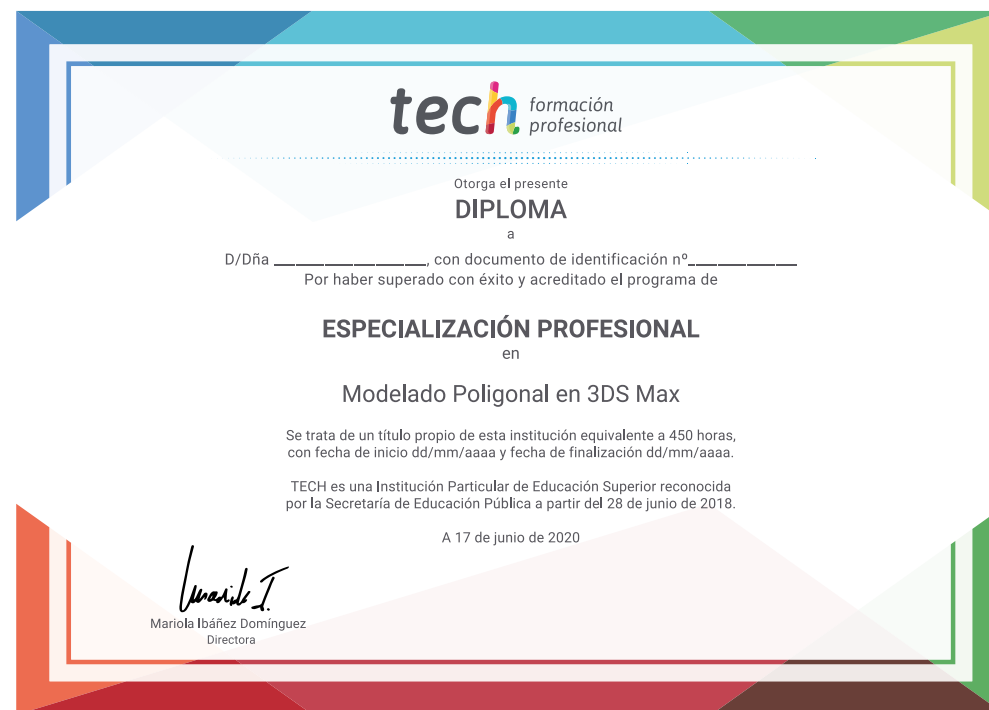 tech formación
profesional
Otorga el presente
DIPLOMA
a
D/Dña ______________, con documento de identificación nº__________
Por haber superado con éxito y acreditado el programa de
ESPECIALIZACIÓN PROFESIONAL
en
Modelado Poligonal en 3DS Max
Se trata de un título propio de esta institución equivalente a 450 horas,
con fecha de inicio dd/mm/aaaa y fecha de finalización dd/mm/aaaa.
TECH es una Institución Particular de Educación Superior reconocida
por la Secretaría de Educación Pública a partir del 28 de junio de 2018.
A 17 de junio de 2020
Mariola Ibáñez Domínguez
Directora